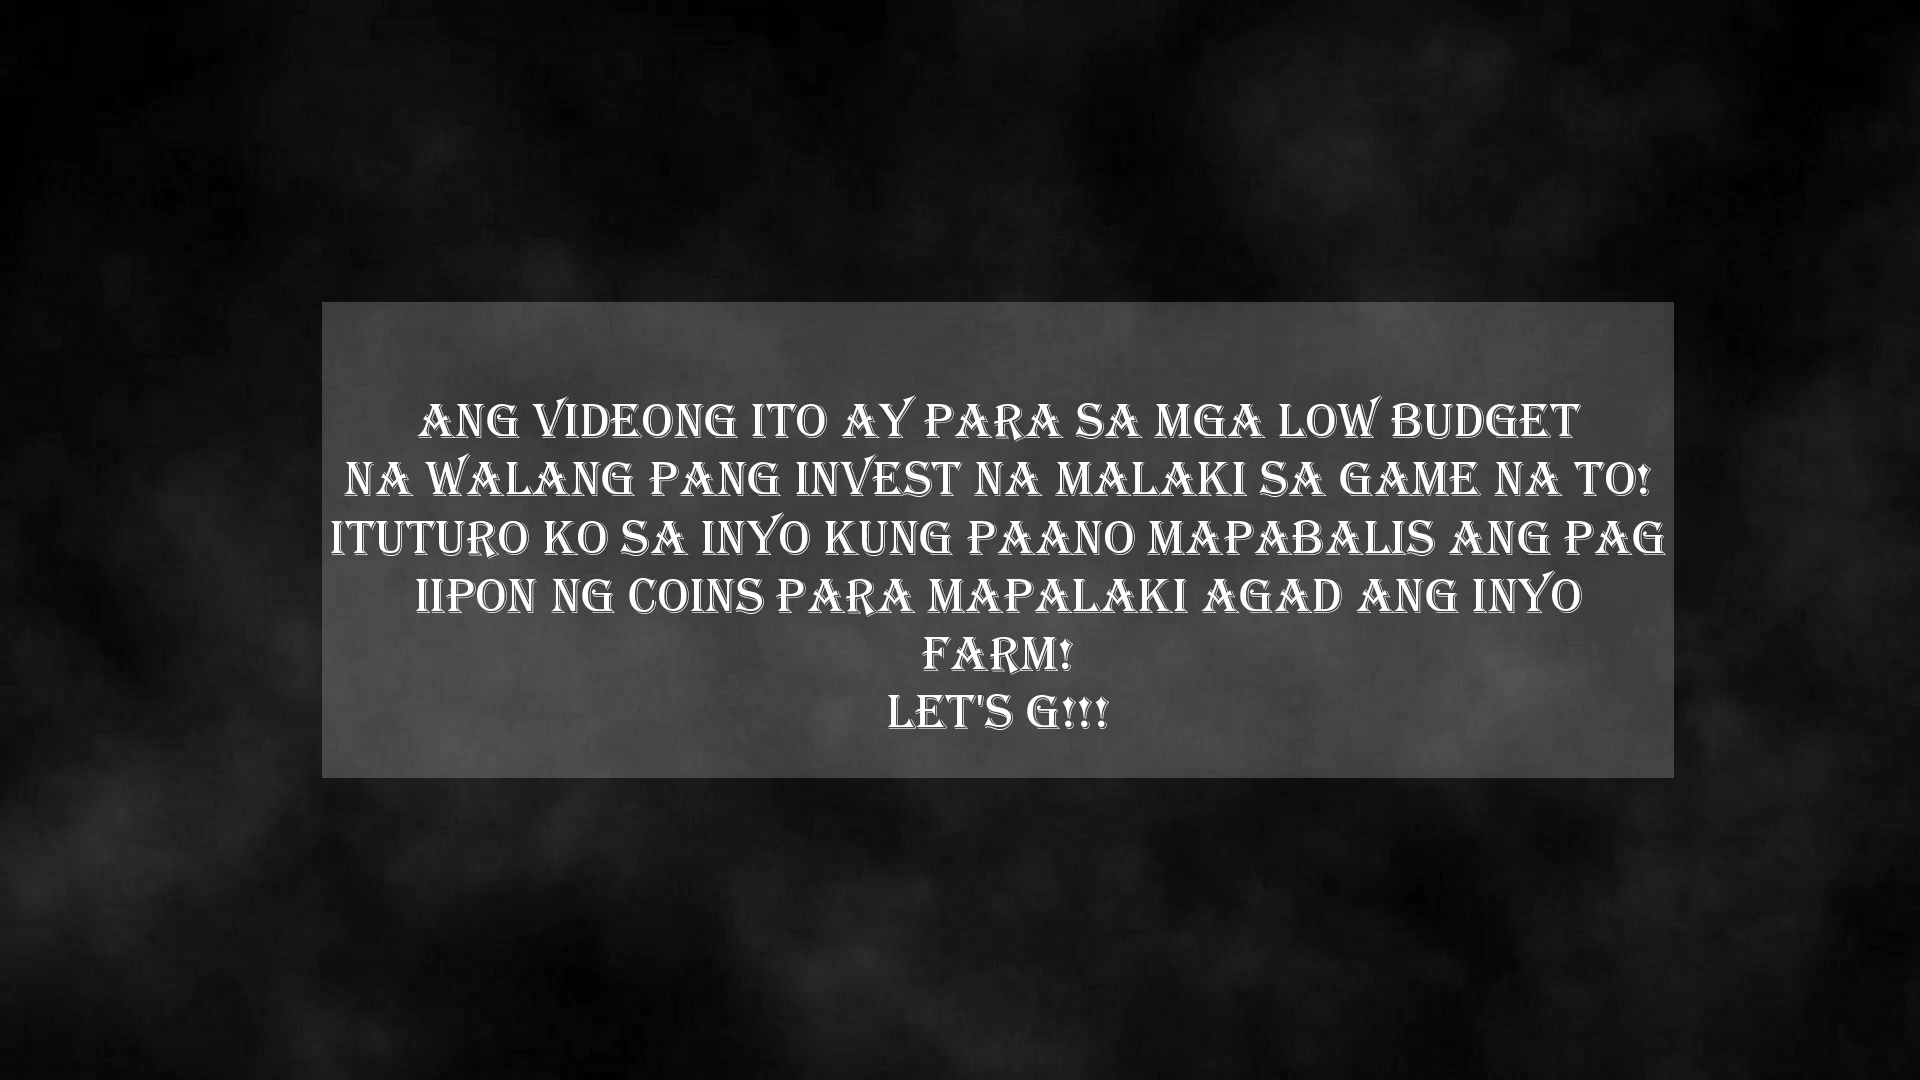 ANG VIDEONG ITO AY PARA SA MGA LOW BUDGET
NA WALANG PANG INVEST NA MALAKI SA GAME NA TO!
ITUTURO KO SA INYO KUNG PAANO MAPABALIS ANG PAG
IIPON NG COINS PARA MAPALAKI AGAD ANG INYO
FARM!
LET'S G!!!